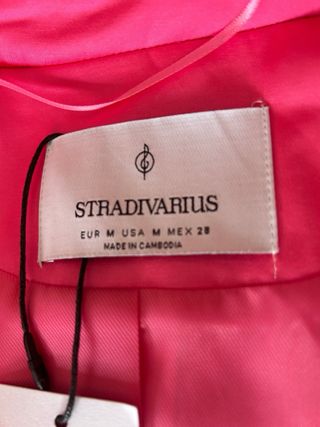 STRADIVARIUS
EUR M USA M MEX 28
MADE IN CAMBODIA